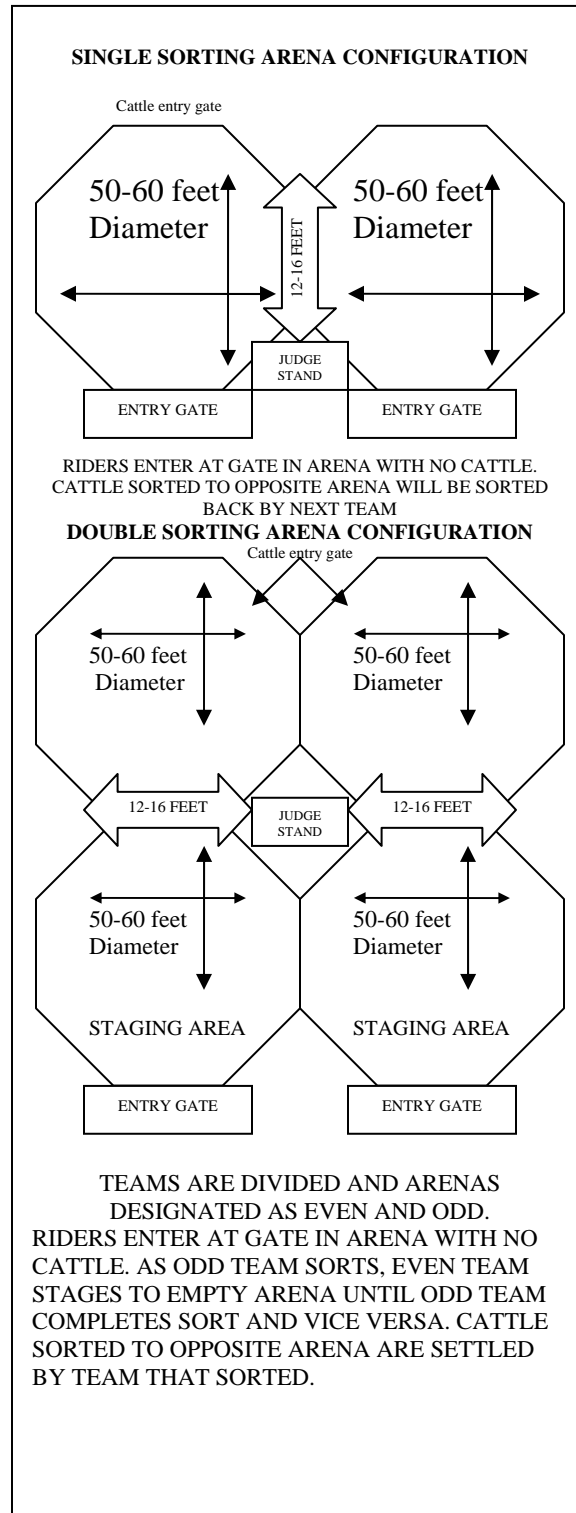 SINGLE SORTING ARENA CONFIGURATION
Cattle entry gate
50-60 feet
Diameter
12-16 FEET
50-60 feet
Diameter
JUDGE
STAND
ENTRY GATE
ENTRY GATE
RIDERS ENTER AT GATE IN ARENA WITH NO CATTLE.
CATTLE SORTED TO OPPOSITE ARENA WILL BE SORTED
BACK BY NEXT TEAM
DOUBLE SORTING ARENA CONFIGURATION
Cattle entry gate
50-60 feet
Diameter
50-60 feet
Diameter
12-16 FEET
JUDGE
STAND
12-16 FEET
50-60 feet
Diameter
50-60 feet
Diameter
STAGING AREA
STAGING AREA
ENTRY GATE
ENTRY GATE
TEAMS ARE DIVIDED AND ARENAS
DESIGNATED AS EVEN AND ODD.
RIDERS ENTER AT GATE IN ARENA WITH NO
CATTLE. AS ODD TEAM SORTS, EVEN TEAM
STAGES TO EMPTY ARENA UNTIL ODD TEAM
COMPLETES SORT AND VICE VERSA. CATTLE
SORTED TO OPPOSITE ARENA ARE SETTLED
BY TEAM THAT SORTED.